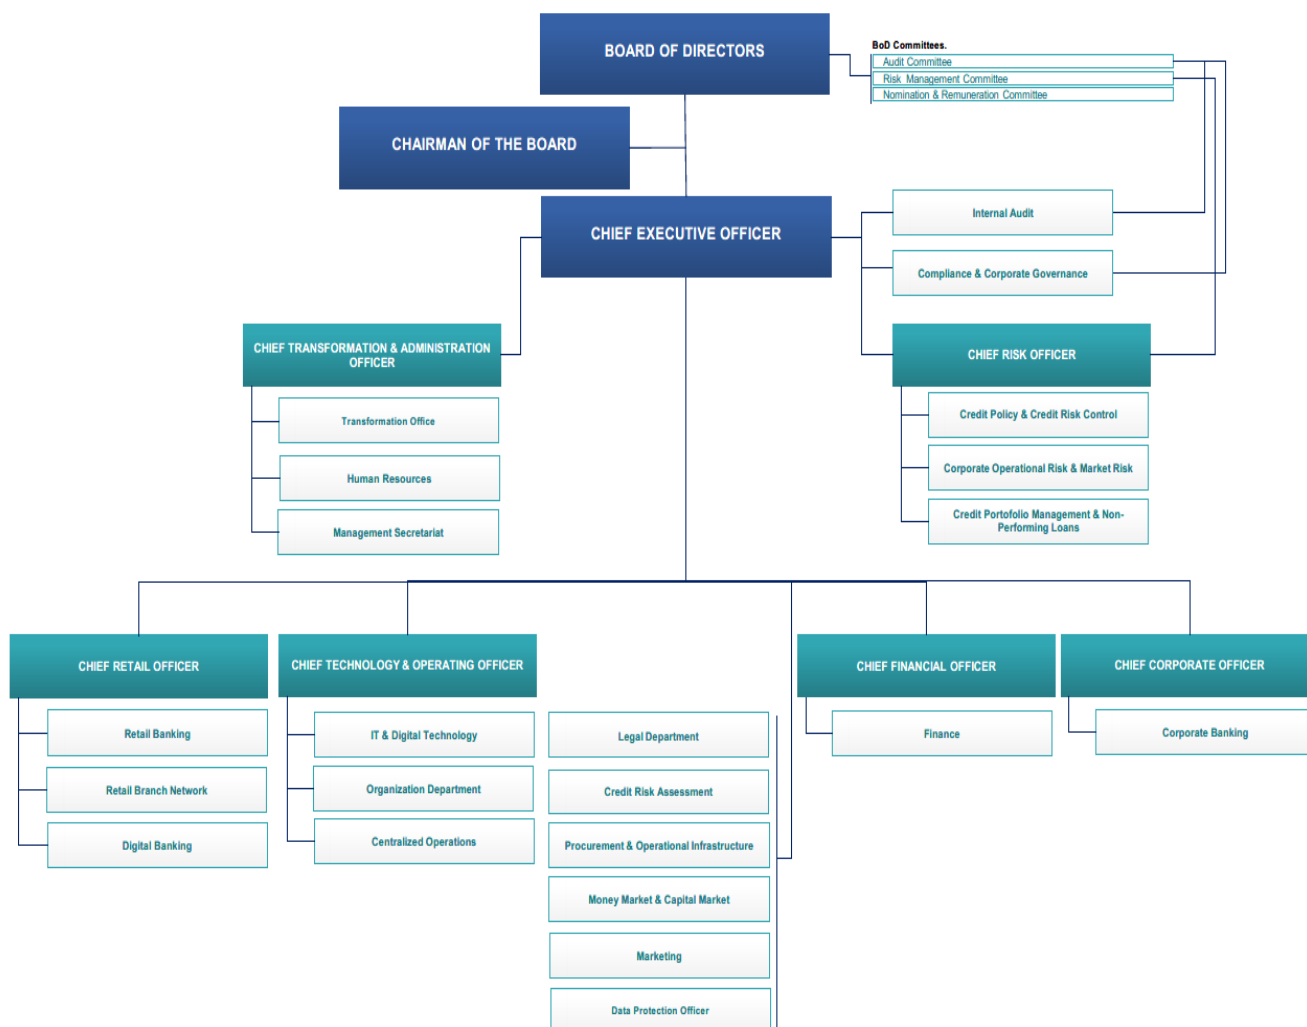 BOARD OF DIRECTORS
BoD Committees.
Audit Committee
Risk Management Committee
Nomination & Remuneration Committee
CHAIRMAN OF THE BOARD
CHIEF EXECUTIVE OFFICER
Internal Audit
Compliance & Corporate Governance
CHIEF TRANSFORMATION & ADMINISTRATION
OFFICER
Transformation Office
Human Resources
Management Secretariat
CHIEF RISK OFFICER
Credit Policy & Credit Risk Control
Corporate Operational Risk & Market Risk
Credit Portofolio Management & Non-
Performing Loans
CHIEF RETAIL OFFICER
Retail Banking
Retail Branch Network
Digital Banking
CHIEF TECHNOLOGY & OPERATING OFFICER
IT & Digital Technology
Organization Department
Centralized Operations
Legal Department
Credit Risk Assessment
Procurement & Operational Infrastructure
Money Market & Capital Market
Marketing
Data Protection Officer
CHIEF FINANCIAL OFFICER
Finance
CHIEF CORPORATE OFFICER
Corporate Banking